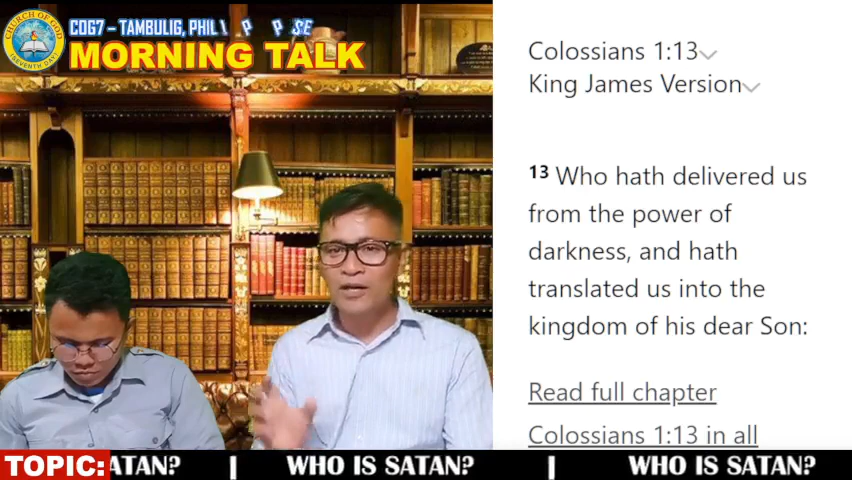 CHURCH OF GOD
(SEVENTH DAY)
COG7 – TAMBULIG, PHILIPP
MORNING TALK
Colossians 1:13
King James Version
13 Who hath delivered us
from the power of
darkness, and hath
translated us into the
kingdom of his dear Son:
Read full chapter
Colossians 1:13 in all
TOPIC: ATAN? | WHO IS SATAN? | WHO IS SATAN?